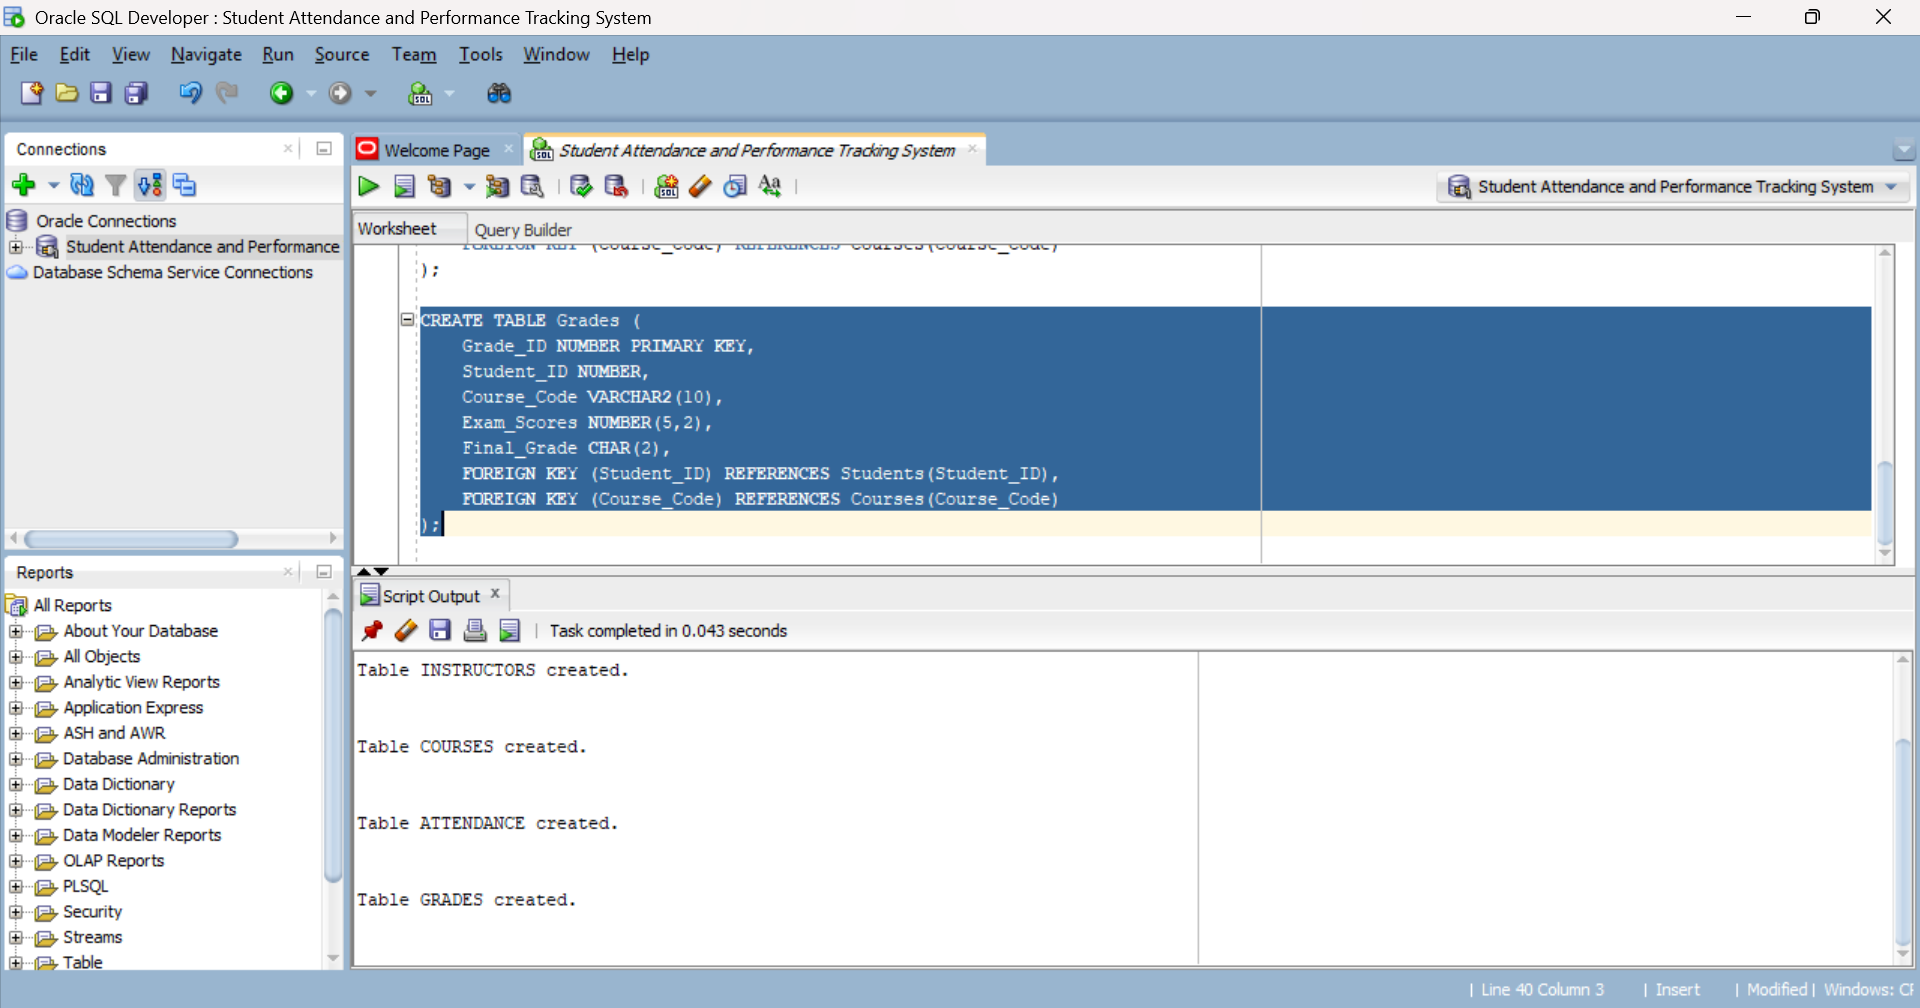 Oracle SQL Developer : Student Attendance and Performance Tracking System
File Edit View Navigate Run Source Team Tools Window Help
Connections
Oracle Connections
Student Attendance and Performance
Database Schema Service Connections
Reports
All Reports
About Your Database
All Objects
Analytic View Reports
Application Express
ASH and AWR
Database Administration
Data Dictionary
Data Dictionary Reports
Data Modeler Reports
OLAP Reports
PLSQL
Security
Streams
Table
Welcome Page
Student Attendance and Performance Tracking System
Student Attendance and Performance Tracking System
Worksheet Query Builder
FOREIGN KEY (Course_Code) REFERENCES Courses(Course_Code)
);
CREATE TABLE Grades (
Grade_ID NUMBER PRIMARY KEY,
Student_ID NUMBER,
Course_Code VARCHAR2(10),
Exam_Scores NUMBER(5,2),
Final_Grade CHAR(2),
FOREIGN KEY (Student_ID) REFERENCES Students(Student_ID),
FOREIGN KEY (Course_Code) REFERENCES Courses(Course_Code)
);
Script Output
Task completed in 0.043 seconds
Table INSTRUCTORS created.
Table COURSES created.
Table ATTENDANCE created.
Table GRADES created.
| Line 40 Column 3 | Insert | Modified | Windows: CF